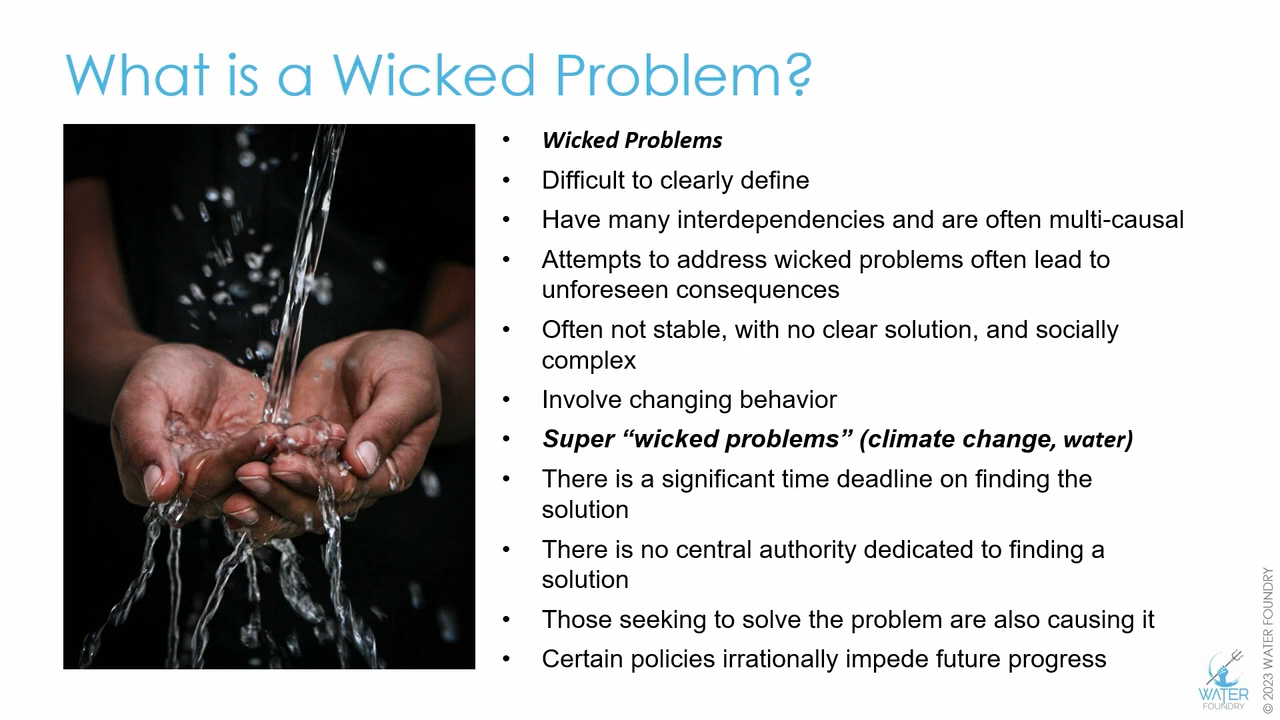 What is a Wicked Problem?
• Wicked Problems
• Difficult to clearly define
• Have many interdependencies and are often multi-causal
• Attempts to address wicked problems often lead to
unforeseen consequences
• Often not stable, with no clear solution, and socially
complex
• Involve changing behavior
• Super “wicked problems” (climate change, water)
• There is a significant time deadline on finding the
solution
• There is no central authority dedicated to finding a
solution
• Those seeking to solve the problem are also causing it
• Certain policies irrationally impede future progress
WATER
FOUNDRY
© 2023 WATER FOUNDRY